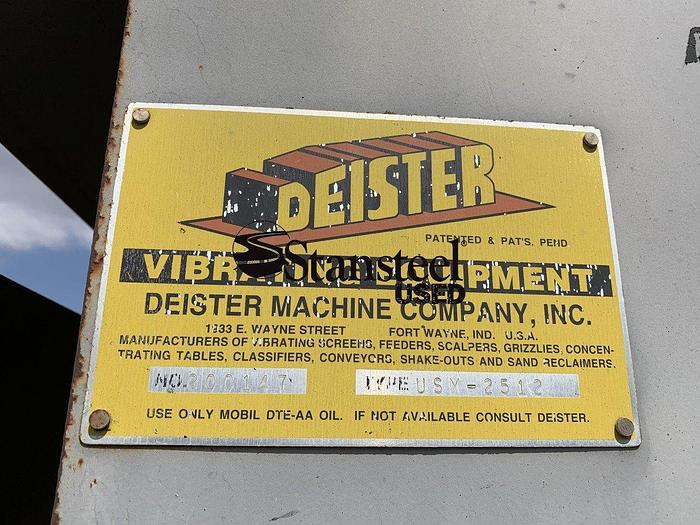 DEISTER
PATENTED & PAT'S. PEND
Stansteel
USED
DEISTER MACHINE COMPANY, INC.
1933 E. WAYNE STREET FORT WAYNE, IND. U.S.A.
MANUFACTURERS OF VIBRATING SCREENS, FEEDERS, SCALPERS, GRIZZLIES, CONCEN-
TRATING TABLES, CLASSIFIERS, CONVEYORS, SHAKE-OUTS AND SAND RECLAIMERS.
NO. TYPE USM-2512
USE ONLY MOBIL DTE-AA OIL. IF NOT AVAILABLE CONSULT DEISTER.